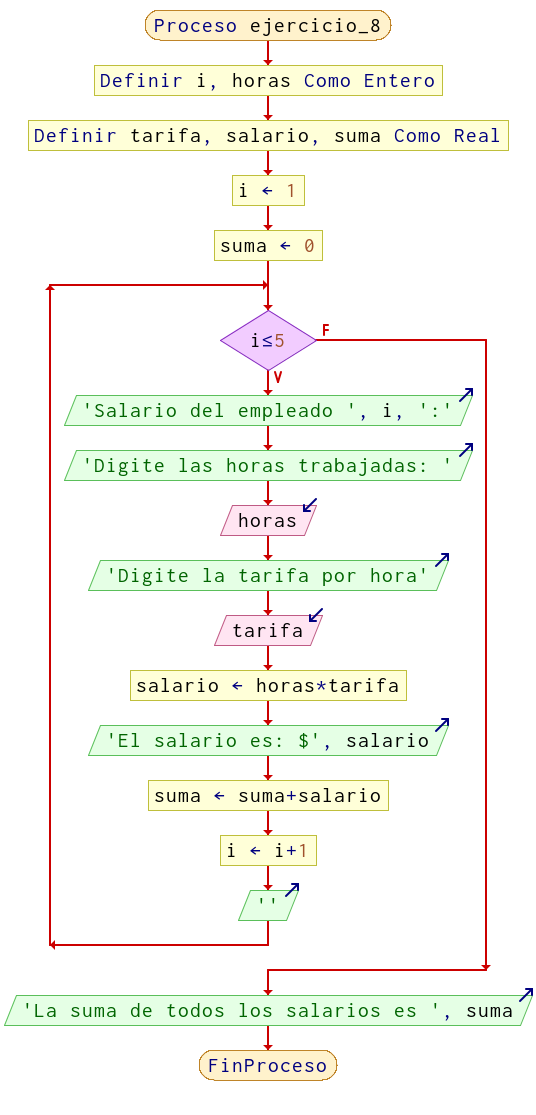 Proceso ejercicio_8
Definir i, horas Como Entero
Definir tarifa, salario, suma Como Real
i ← 1
suma ← 0
i≤5
F
V
'Salario del empleado ', i, ':'
'Digite las horas trabajadas: '
horas
'Digite la tarifa por hora'
tarifa
salario ← horas*tarifa
'El salario es: $', salario
suma ← suma+salario
i ← i+1
''
'La suma de todos los salarios es ', suma
FinProceso